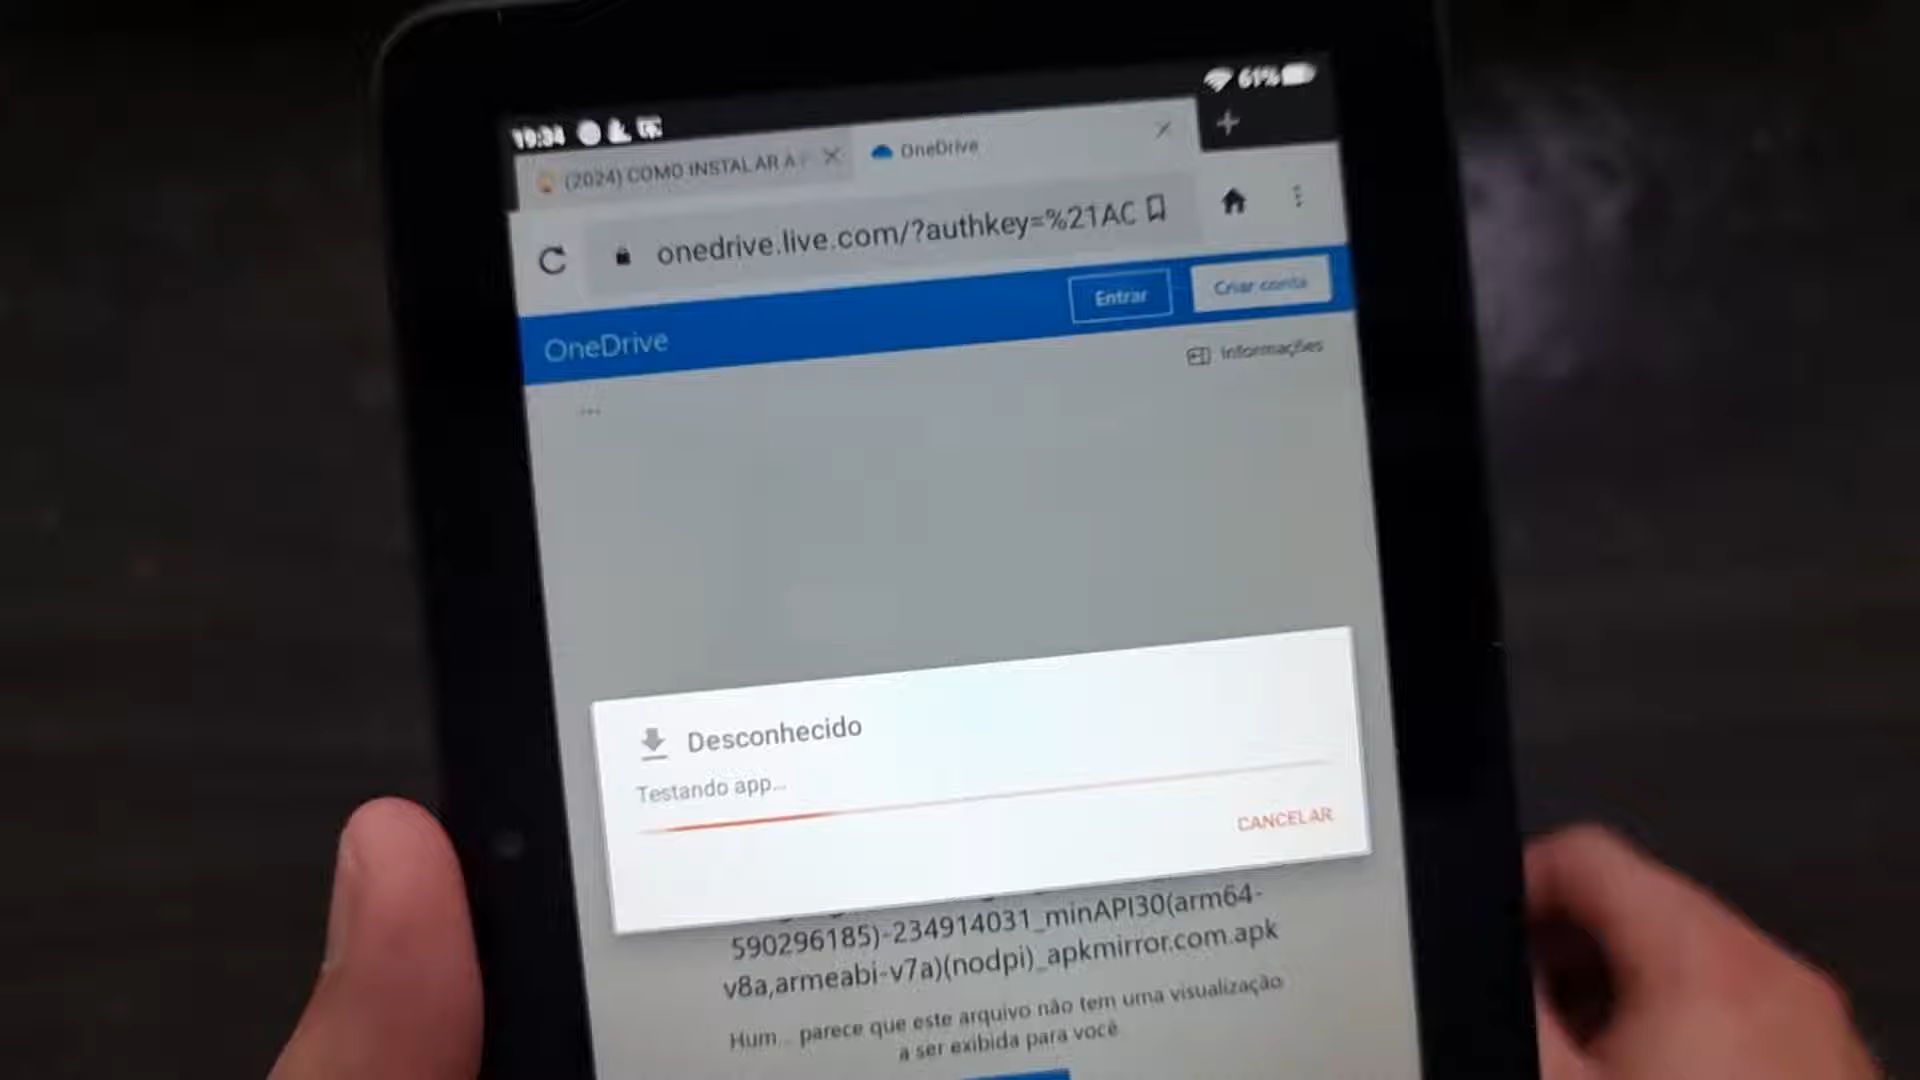 19:34
61%
(2024) COMO INSTALAR A
OneDrive
onedrive.live.com/?authkey=%21AC
Entrar
Criar conta
OneDrive
Informações
...
Desconhecido
Testando app...
CANCELAR
590296185)-234914031_minAPI30(arm64-
v8a,armeabi-v7a)(nodpi)_apkmirror.com.apk
Hum... parece que este arquivo não tem uma visualização
a ser exibida para você